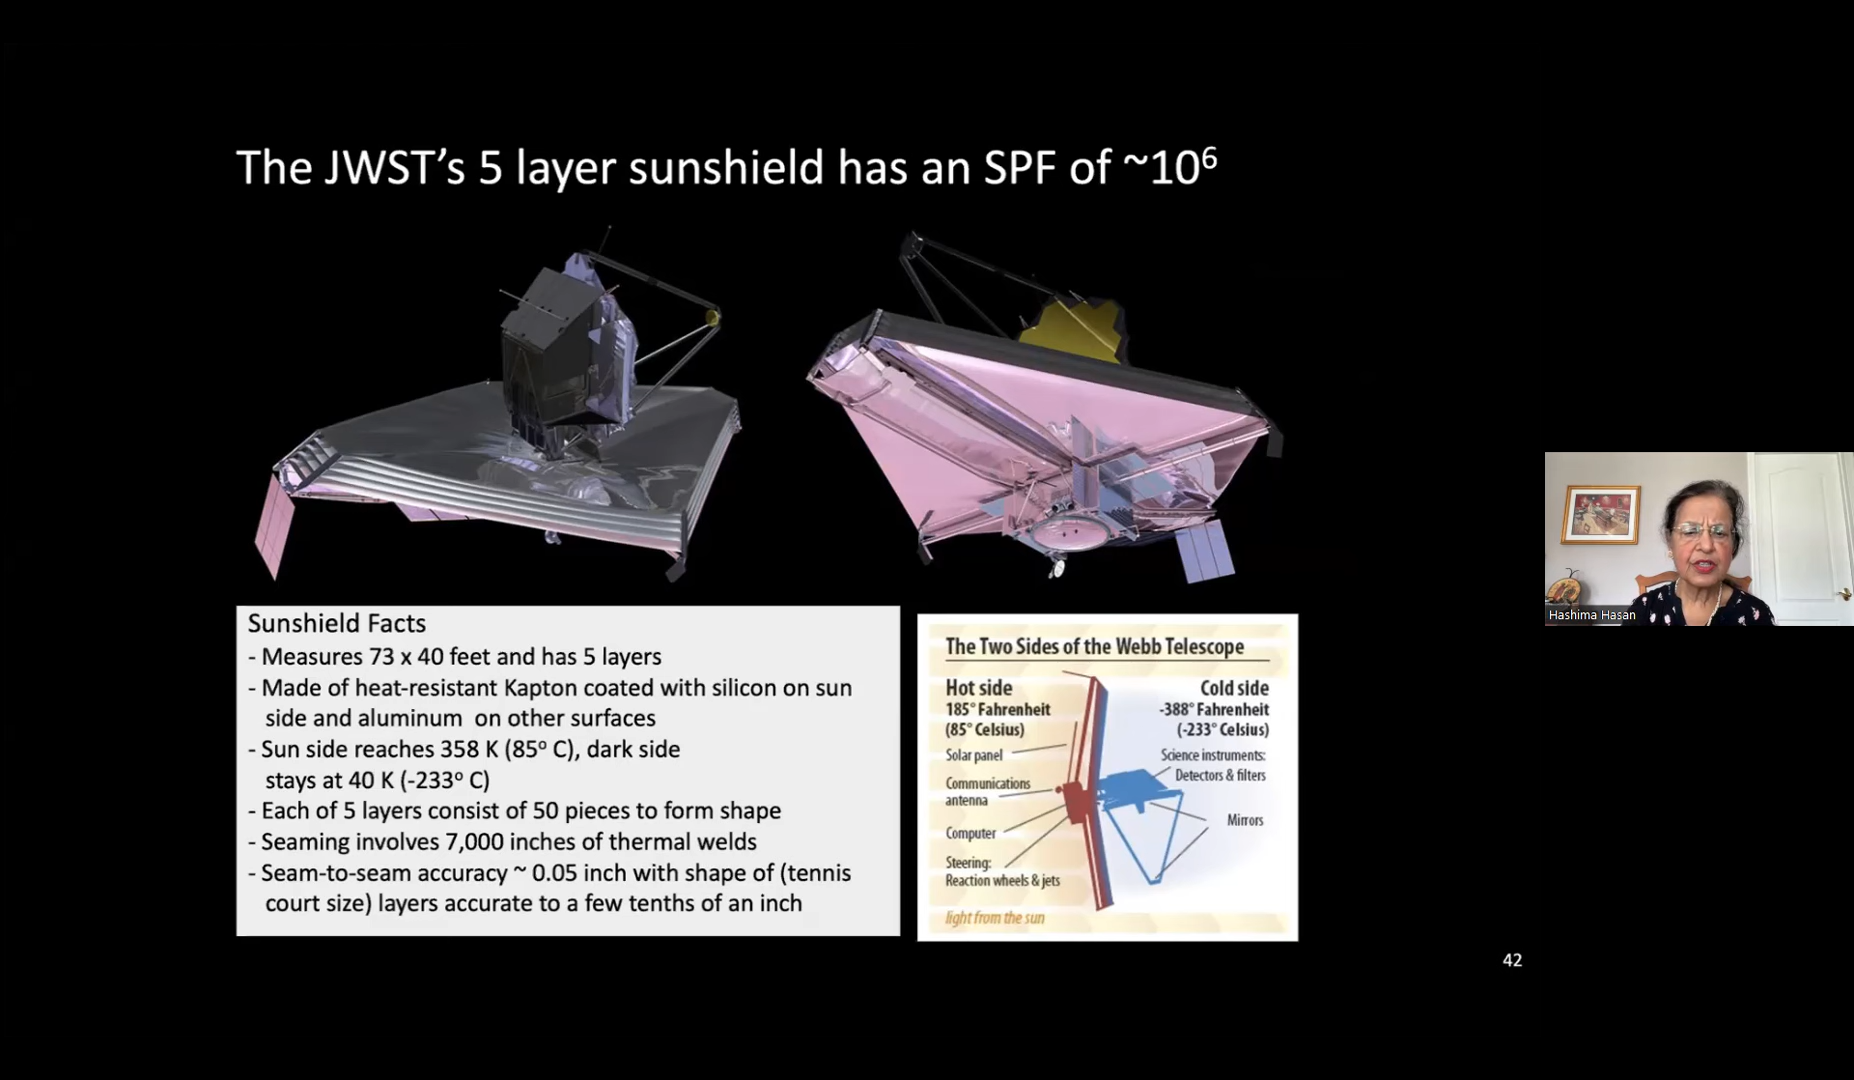 The JWST's 5 layer sunshield has an SPF of ~10⁶
Sunshield Facts
- Measures 73 x 40 feet and has 5 layers
- Made of heat-resistant Kapton coated with silicon on sun
side and aluminum on other surfaces
- Sun side reaches 358 K (85º C), dark side
stays at 40 K (-233º C)
- Each of 5 layers consist of 50 pieces to form shape
- Seaming involves 7,000 inches of thermal welds
- Seam-to-seam accuracy ~ 0.05 inch with shape of (tennis
court size) layers accurate to a few tenths of an inch
The Two Sides of the Webb Telescope
Hot side
185° Fahrenheit
(85° Celsius)
Solar panel
Communications
antenna
Computer
Steering:
Reaction wheels & jets
light from the sun
Cold side
-388° Fahrenheit
(-233° Celsius)
Science instruments:
Detectors & filters
Mirrors
Hashima Hasan
42